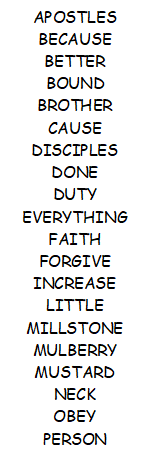 APOSTLES
BECAUSE
BETTER
BOUND
BROTHER
CAUSE
DISCIPLES
DONE
DUTY
EVERYTHING
FAITH
FORGIVE
INCREASE
LITTLE
MILLSTONE
MULBERRY
MUSTARD
NECK
OBEY
PERSON